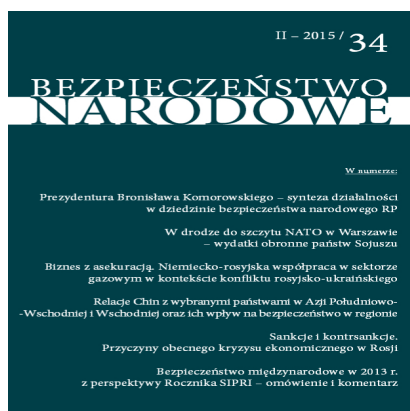 II – 2015 / 34
BEZPIECZEŃSTWO
NARODOWE
W numerze:
Prezydentura Bronisława Komorowskiego – synteza działalności
w dziedzinie bezpieczeństwa narodowego RP
W drodze do szczytu NATO w Warszawie
– wydatki obronne państw Sojuszu
Biznes z asekuracją. Niemiecko-rosyjska współpraca w sektorze
gazowym w kontekście konfliktu rosyjsko-ukraińskiego
Relacje Chin z wybranymi państwami w Azji Południowo-
-Wschodniej i Wschodniej oraz ich wpływ na bezpieczeństwo w regionie
Sankcje i kontrsankcje.
Przyczyny obecnego kryzysu ekonomicznego w Rosji
Bezpieczeństwo międzynarodowe w 2013 r.
z perspektywy Rocznika SIPRI – omówienie i komentarz